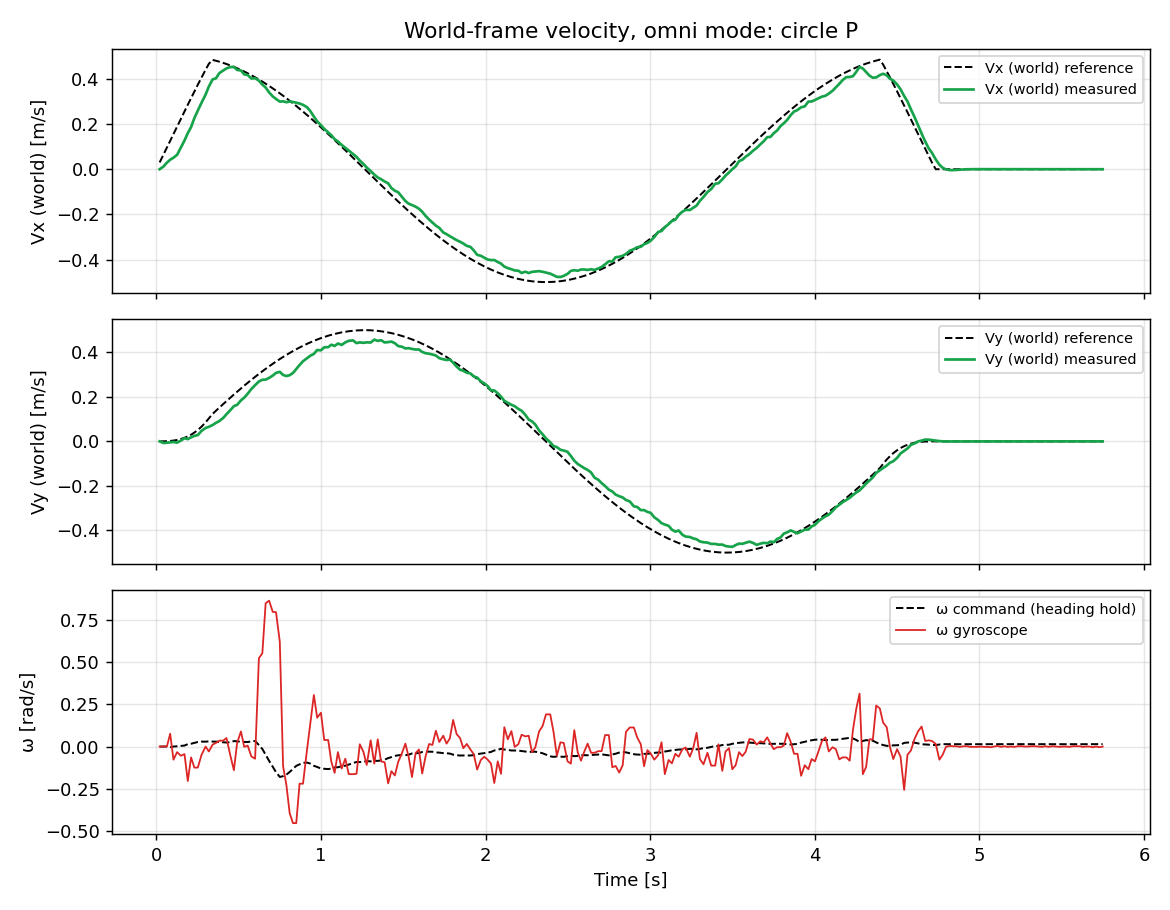 World-frame velocity, omni mode: circle P
Vx (world) [m/s]
0.4
0.2
0.0
−0.2
−0.4
Vx (world) reference
Vx (world) measured
Vy (world) [m/s]
0.4
0.2
0.0
−0.2
−0.4
Vy (world) reference
Vy (world) measured
ω [rad/s]
0.75
0.50
0.25
0.00
−0.25
−0.50
ω command (heading hold)
ω gyroscope
0 1 2 3 4 5 6
Time [s]